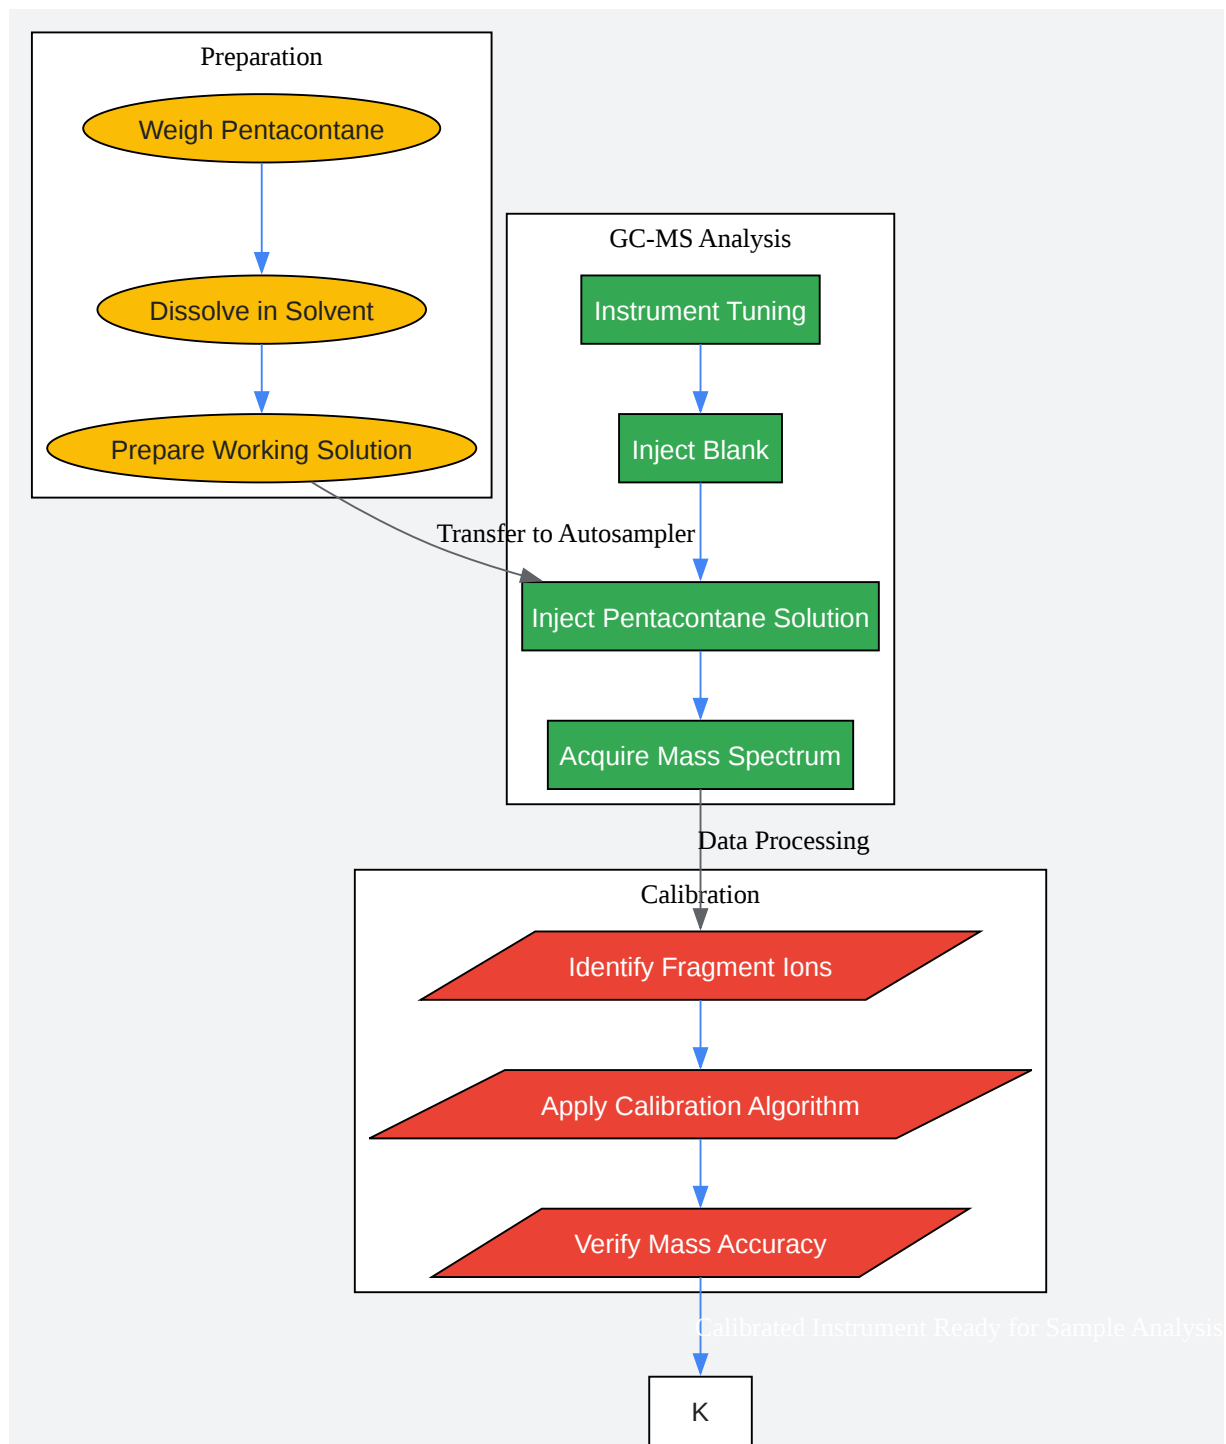 Preparation
Weigh Pentacontane
Dissolve in Solvent
Prepare Working Solution
GC-MS Analysis
Instrument Tuning
Inject Blank
Transfer to Autosampler
Inject Pentacontane Solution
Acquire Mass Spectrum
Data Processing
Calibration
Identify Fragment Ions
Apply Calibration Algorithm
Verify Mass Accuracy
Calibrated Instrument Ready for Sample Analysis
K